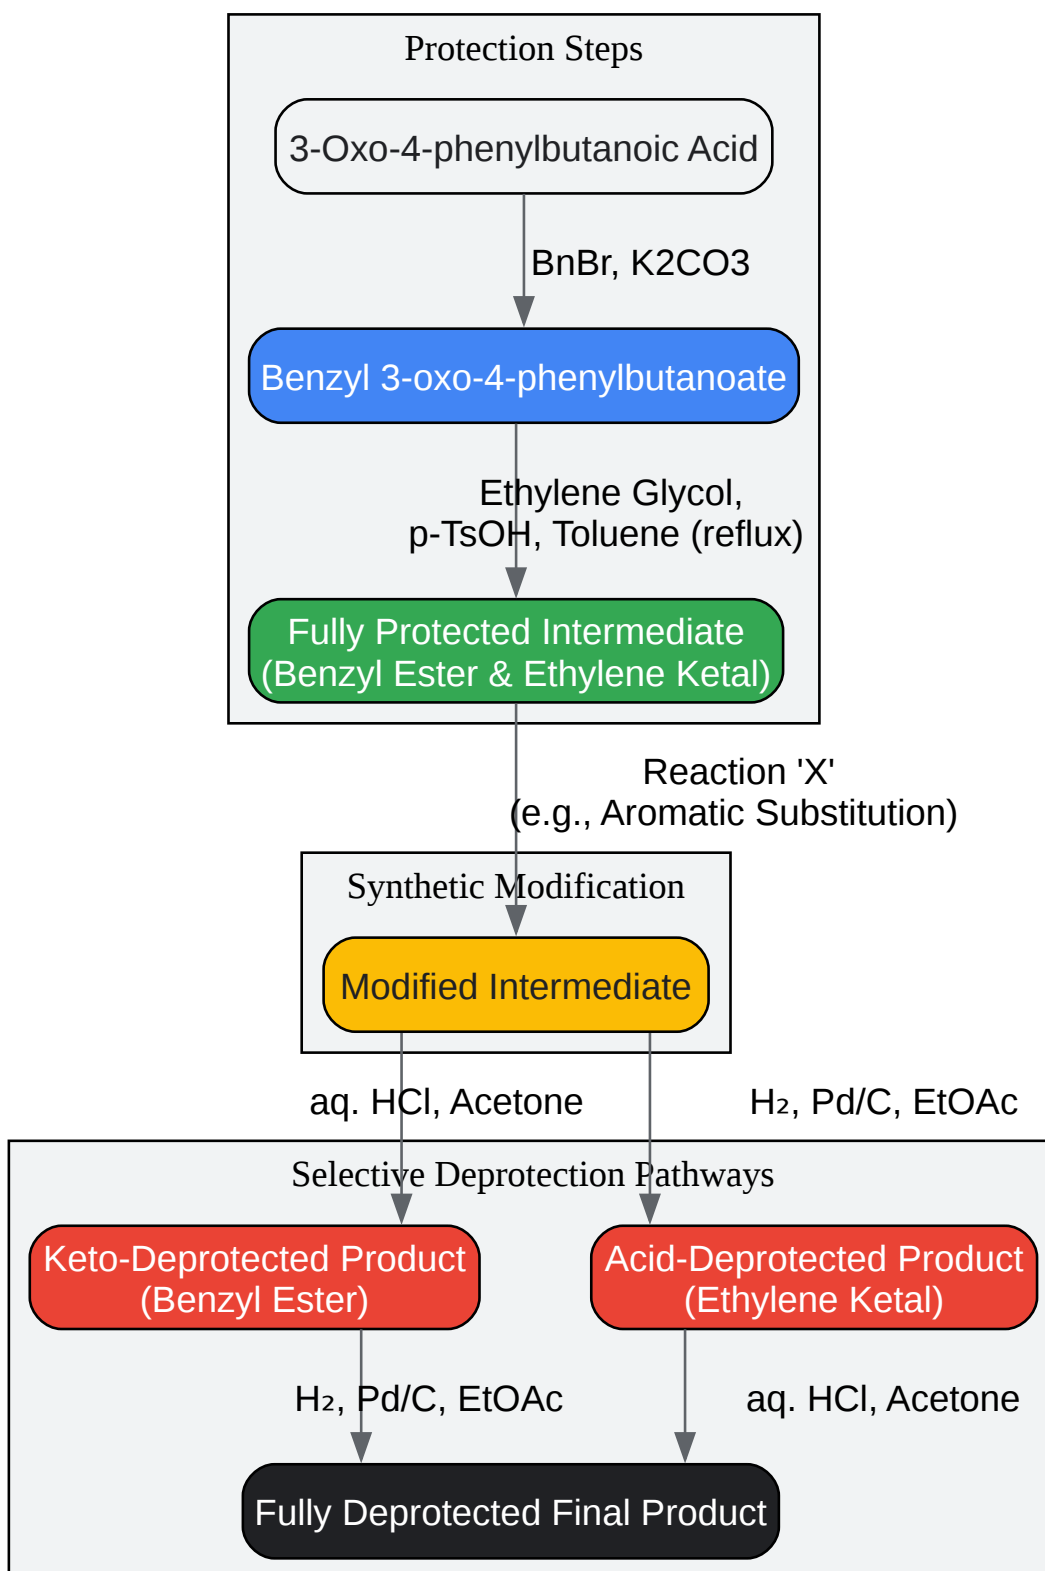 Protection Steps
3-Oxo-4-phenylbutanoic Acid
BnBr, K2CO3
Benzyl 3-oxo-4-phenylbutanoate
Ethylene Glycol,
p-TsOH, Toluene (reflux)
Fully Protected Intermediate
(Benzyl Ester & Ethylene Ketal)
Reaction 'X'
(e.g., Aromatic Substitution)
Synthetic Modification
Modified Intermediate
aq. HCl, Acetone
H₂, Pd/C, EtOAc
Selective Deprotection Pathways
Keto-Deprotected Product
(Benzyl Ester)
Acid-Deprotected Product
(Ethylene Ketal)
H₂, Pd/C, EtOAc
aq. HCl, Acetone
Fully Deprotected Final Product